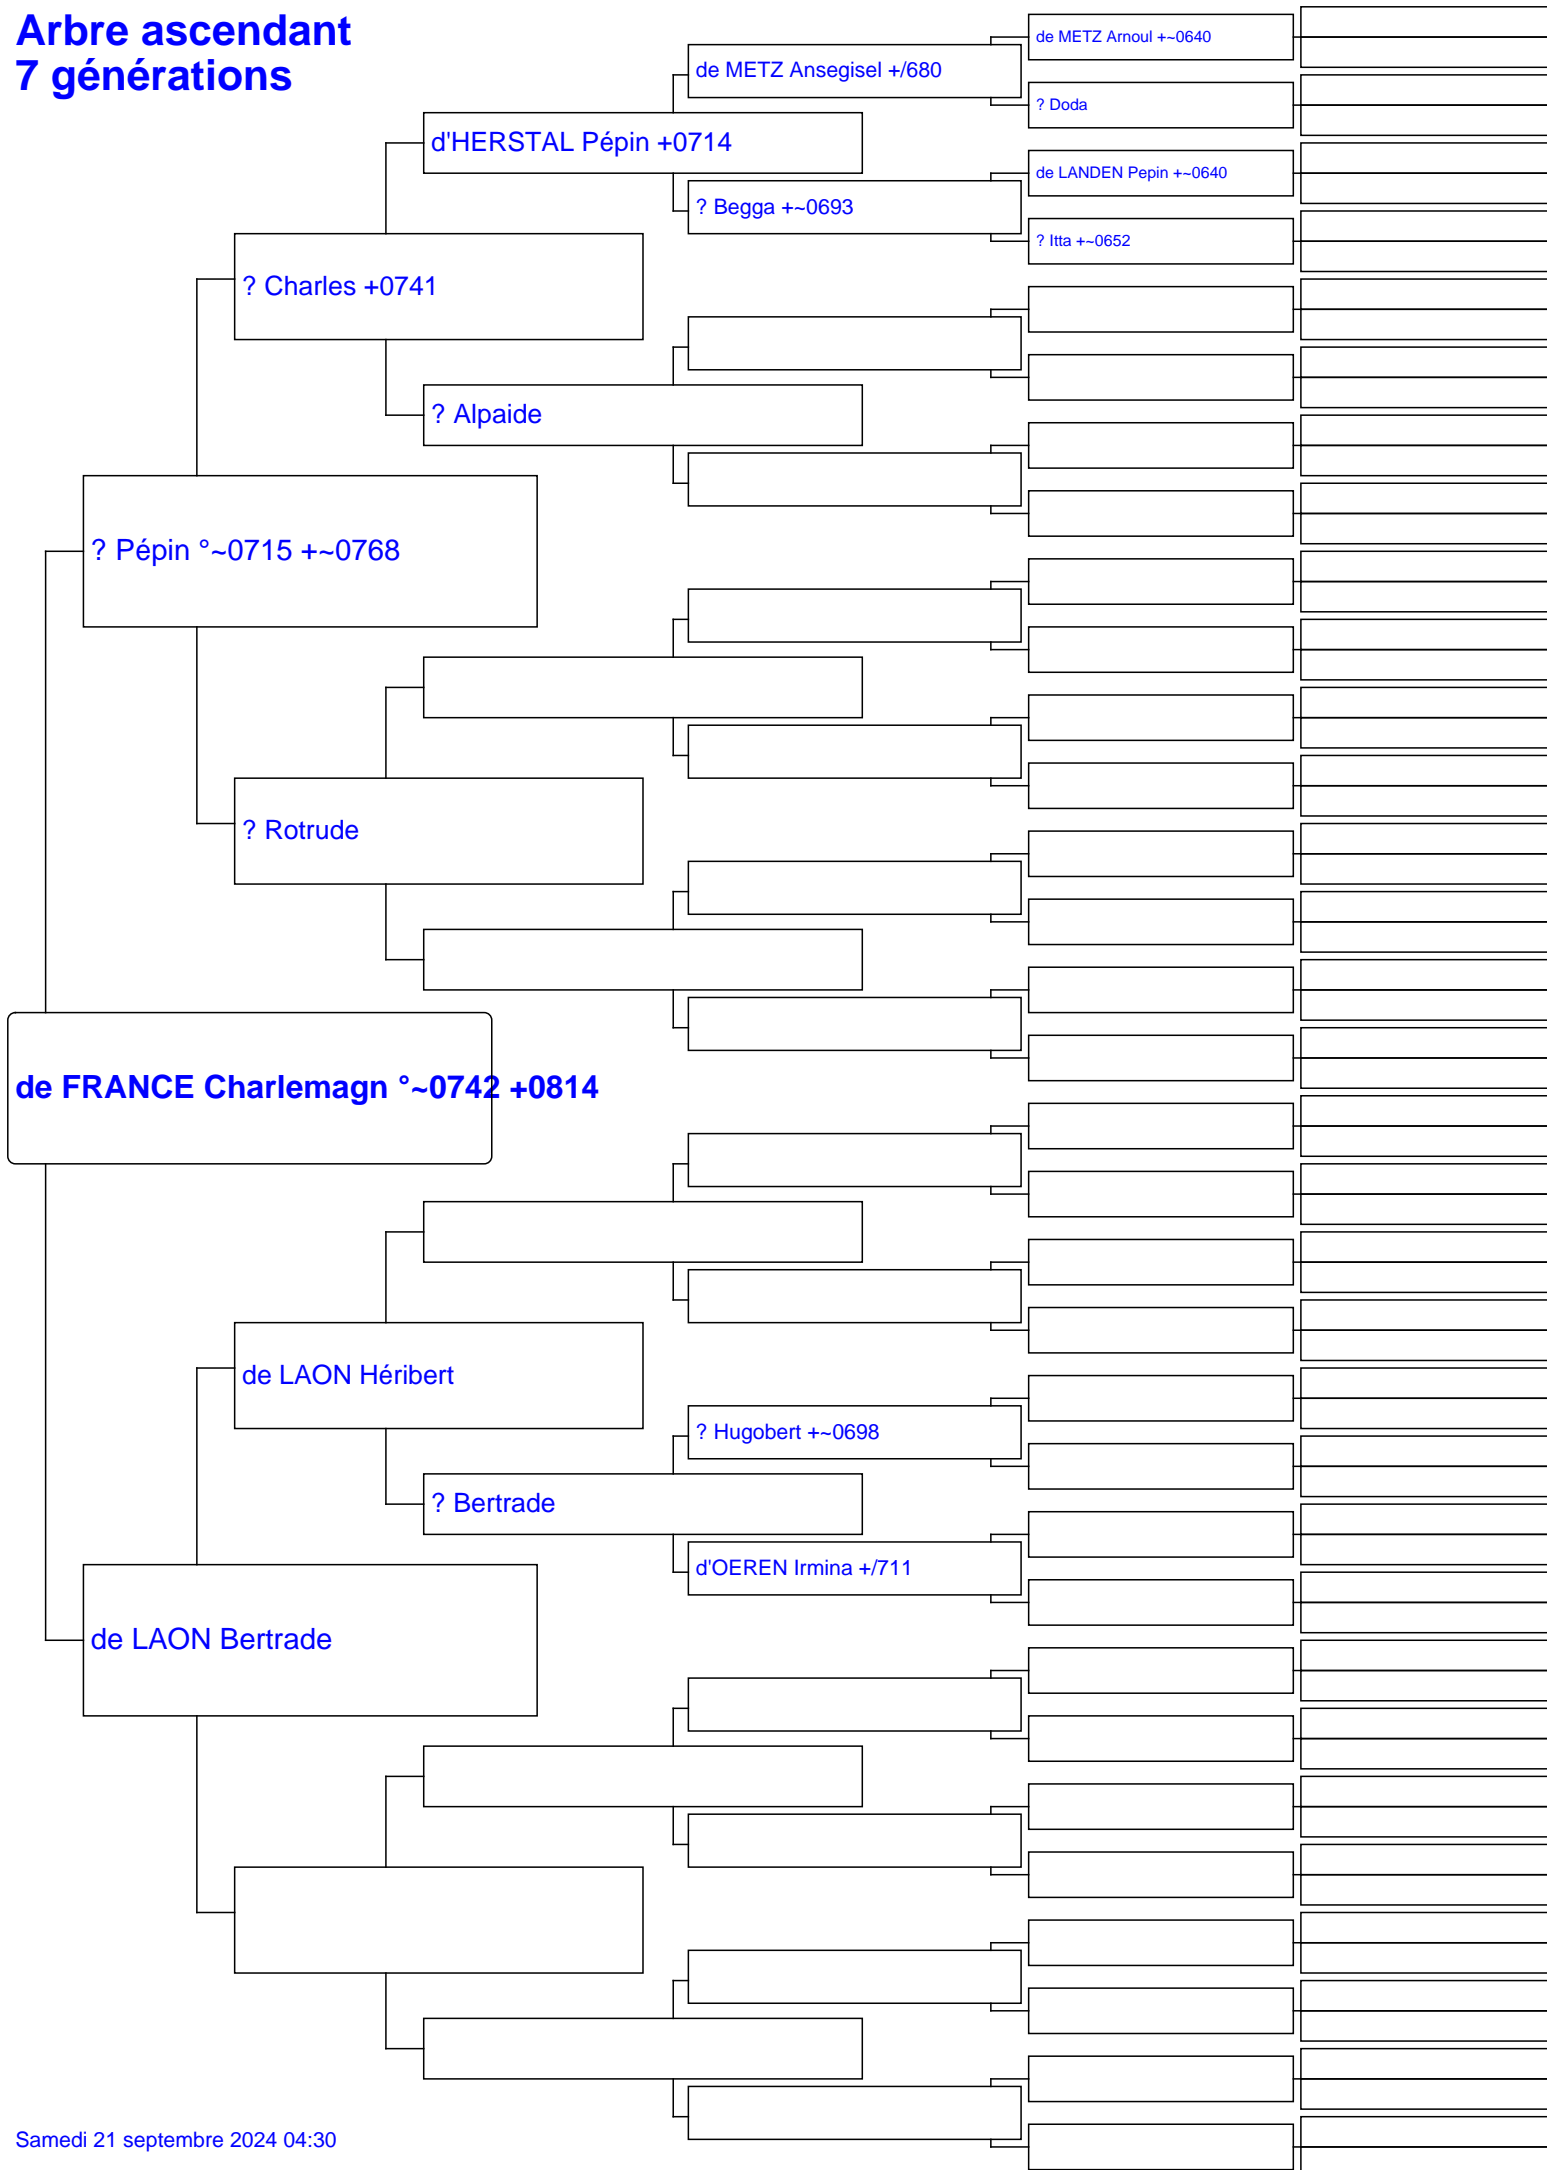 Arbre ascendant
7 générations
de METZ Arnoul +~0640
de METZ Ansegisel +/680
? Doda
d'HERSTAL Pépin +0714
de LANDEN Pepin +~0640
? Begga +~0693
? Itta +~0652
? Charles +0741
? Alpaide
? Pépin °~0715 +~0768
? Rotrude
de FRANCE Charlemagn °~0742 +0814
de LAON Héribert
? Hugobert +~0698
? Bertrade
d'OEREN Irmina +/711
de LAON Bertrade
Samedi 21 septembre 2024 04:30